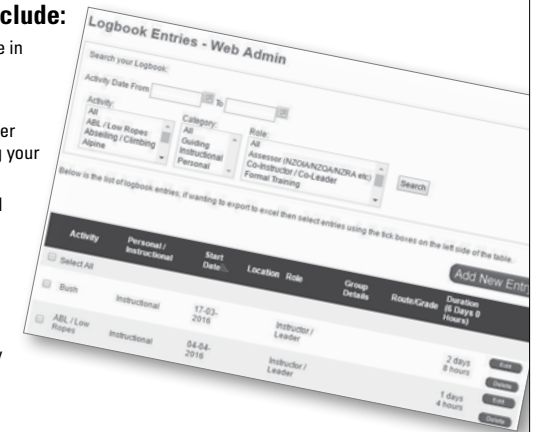 clude:
e in
er
g your
d
y
Logbook Entries - Web Admin
Search your Logbook:
Activity Date From To
Activity: Category: Role:
All All All
ABL / Low Ropes Guiding Assessor (NZOIA/NZQA/NZRA etc)
Abseiling / Climbing Instructional Co-Instructor / Co-Leader
Alpine Personal Formal Training
Search
Below is the list of logbook entries, if wanting to export to excel then select entries using the tick boxes on the left side of the table.
Add New Entr
Activity Personal / Instructional Start Date Location Role Group Details Route/Grade Duration (6 Days 0 Hours)
Select All
Bush Instructional 17-03-2016 Instructor / Leader 2 days 8 hours Edit Delete
ABL / Low Ropes Instructional 04-04-2016 Instructor / Leader 1 days 4 hours Edit Delete